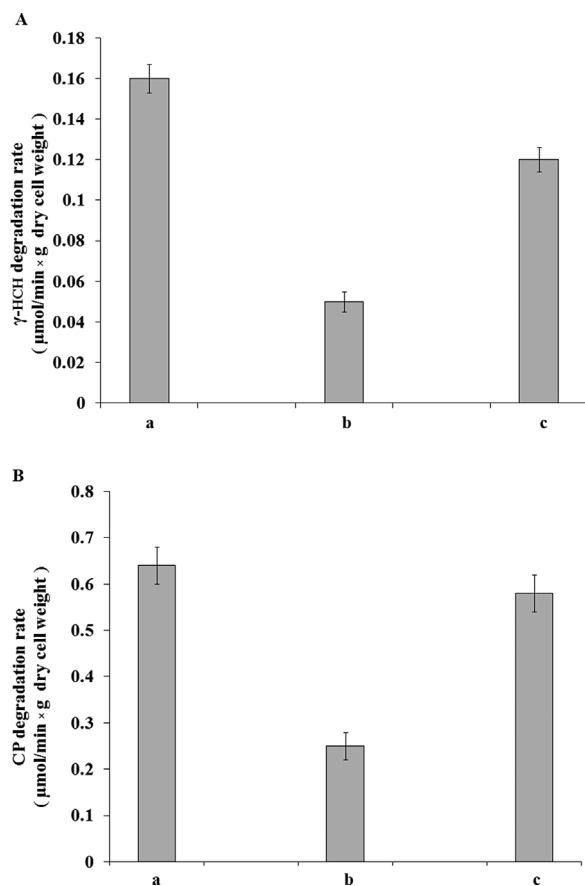 A
γ-HCH degradation rate
( μmol/min × g dry cell weight )
0.18
0.16
0.14
0.12
0.1
0.08
0.06
0.04
0.02
0
a b c
B
CP degradation rate
( μmol/min × g dry cell weight )
0.8
0.7
0.6
0.5
0.4
0.3
0.2
0.1
0
a b c